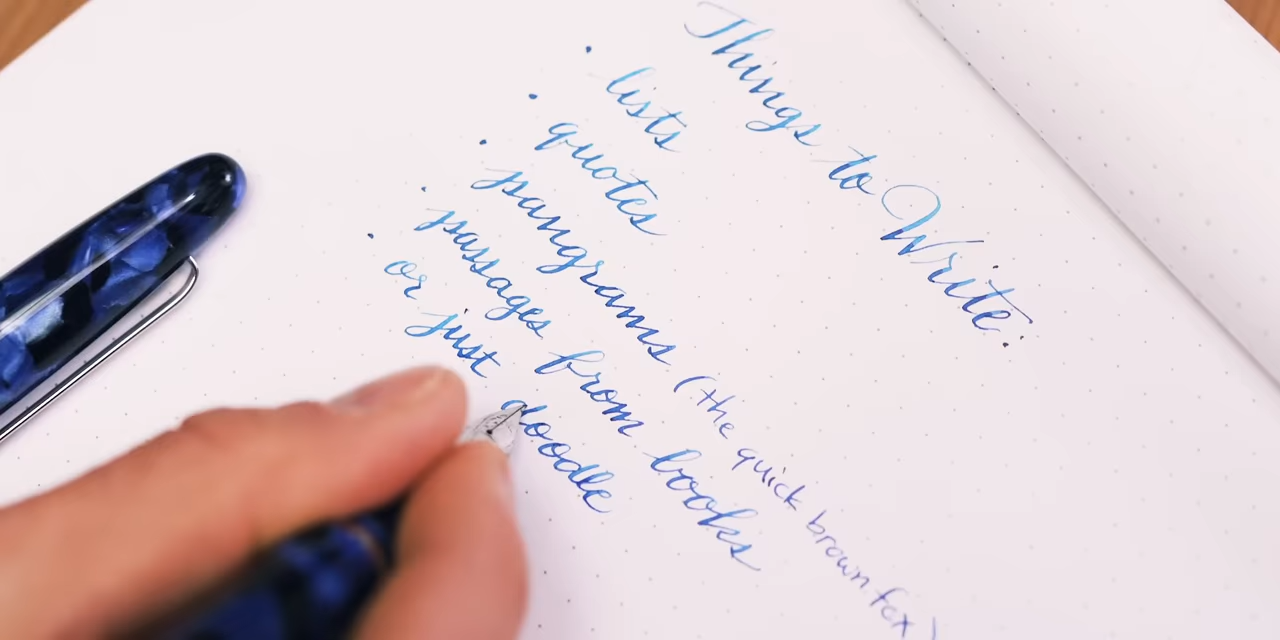 Things to Write:
• lists
• quotes
• pangrams (the quick brown fox)
• passages from books
• or just doodle